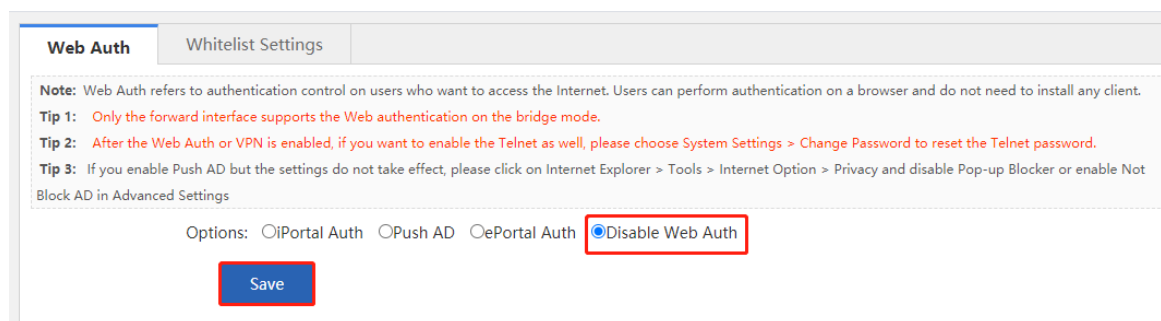 Web Auth Whitelist Settings
Note: Web Auth refers to authentication control on users who want to access the Internet. Users can perform authentication on a browser and do not need to install any client.
Tip 1: Only the forward interface supports the Web authentication on the bridge mode.
Tip 2: After the Web Auth or VPN is enabled, if you want to enable the Telnet as well, please choose System Settings > Change Password to reset the Telnet password.
Tip 3: If you enable Push AD but the settings do not take effect, please click on Internet Explorer > Tools > Internet Option > Privacy and disable Pop-up Blocker or enable Not
Block AD in Advanced Settings
Options: iPortal Auth Push AD ePortal Auth Disable Web Auth
Save